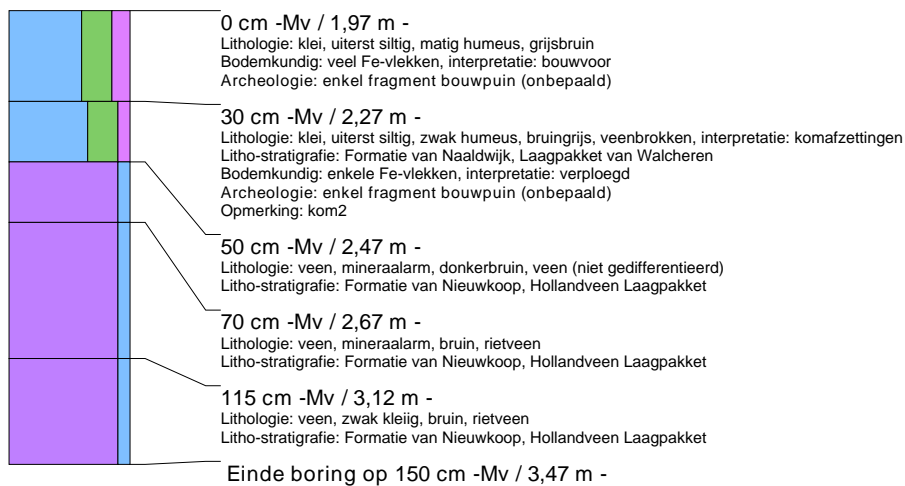 0 cm -Mv / 1,97 m -
Lithologie: klei, uiterst siltig, matig humeus, grijsbruin
Bodemkundig: veel Fe-vlekken, interpretatie: bouwvoor
Archeologie: enkel fragment bouwpuin (onbepaald)
30 cm -Mv / 2,27 m -
Lithologie: klei, uiterst siltig, zwak humeus, bruingrijs, veenbrokken, interpretatie: komafzettingen
Litho-stratigrafie: Formatie van Naaldwijk, Laagpakket van Walcheren
Bodemkundig: enkele Fe-vlekken, interpretatie: verploegd
Archeologie: enkel fragment bouwpuin (onbepaald)
Opmerking: kom2
50 cm -Mv / 2,47 m -
Lithologie: veen, mineraalarm, donkerbruin, veen (niet gedifferentieerd)
Litho-stratigrafie: Formatie van Nieuwkoop, Hollandveen Laagpakket
70 cm -Mv / 2,67 m -
Lithologie: veen, mineraalarm, bruin, rietveen
Litho-stratigrafie: Formatie van Nieuwkoop, Hollandveen Laagpakket
115 cm -Mv / 3,12 m -
Lithologie: veen, zwak kleiig, bruin, rietveen
Litho-stratigrafie: Formatie van Nieuwkoop, Hollandveen Laagpakket
Einde boring op 150 cm -Mv / 3,47 m -